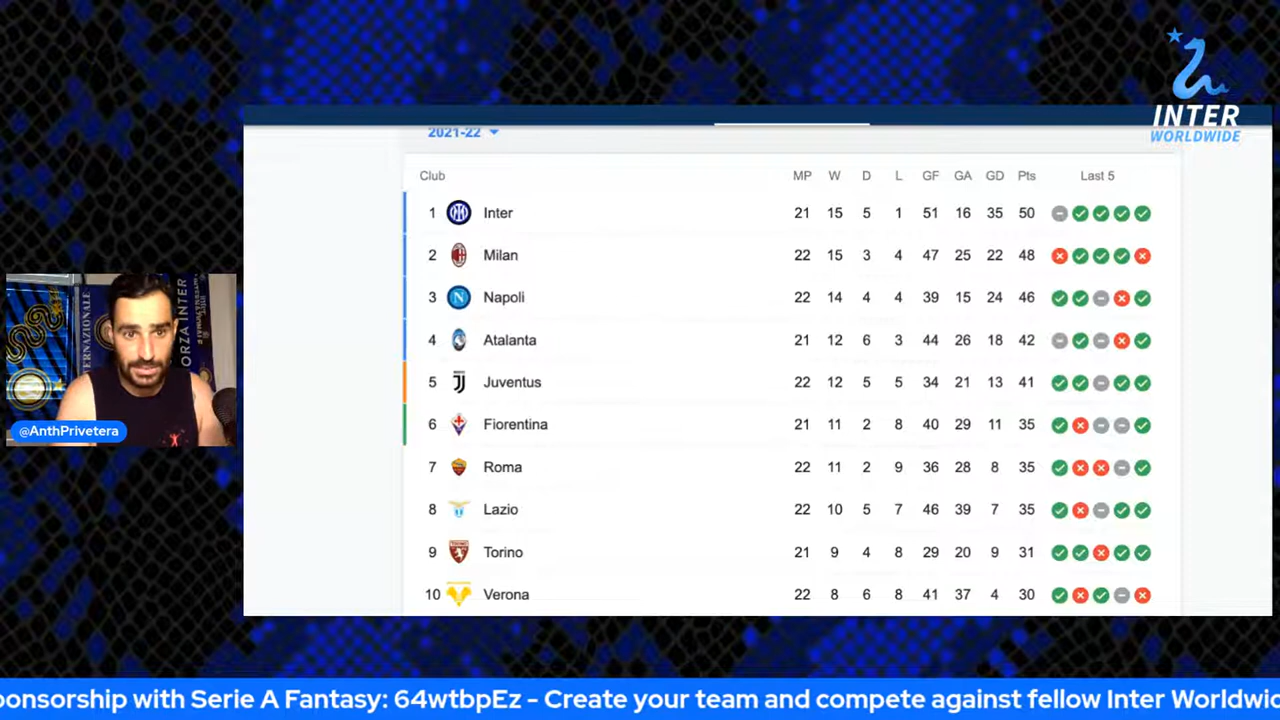 INTER
WORLDWIDE
2021-22
Club MP W D L GF GA GD Pts Last 5
1 Inter 21 15 5 1 51 16 35 50
2 Milan 22 15 3 4 47 25 22 48
3 Napoli 22 14 4 4 39 15 24 46
4 Atalanta 21 12 6 3 44 26 18 42
5 Juventus 22 12 5 5 34 21 13 41
6 Fiorentina 21 11 2 8 40 29 11 35
7 Roma 22 11 2 9 36 28 8 35
8 Lazio 22 10 5 7 46 39 7 35
9 Torino 21 9 4 8 29 20 9 31
10 Verona 22 8 6 8 41 37 4 30
FORZA INTER
@AnthPrivetera
ponsorship with Serie A Fantasy: 64wtbpEz - Create your team and compete against fellow Inter Worldwid